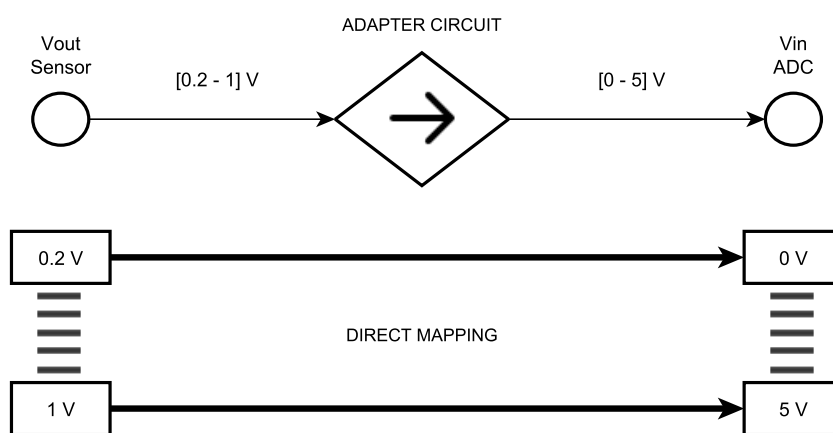 ADAPTER CIRCUIT
Vout
Sensor
Vin
ADC
[0.2 - 1] V
[0 - 5] V
0.2 V
0 V
DIRECT MAPPING
1 V
5 V